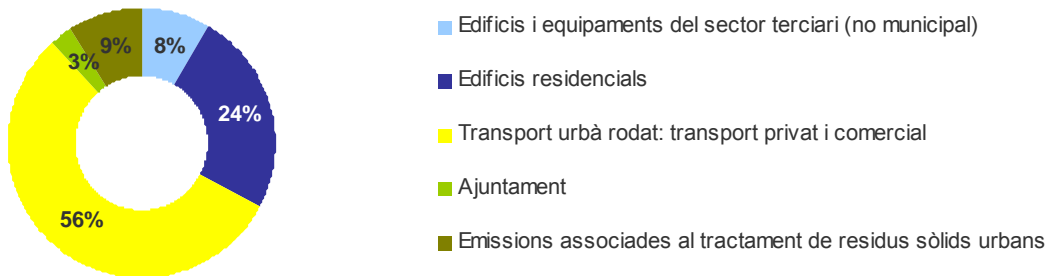 9%
8%
3%
24%
56%
Edificis i equipaments del sector terciari (no municipal)
Edificis residencials
Transport urbà rodat: transport privat i comercial
Ajuntament
Emissions associades al tractament de residus sòlids urbans